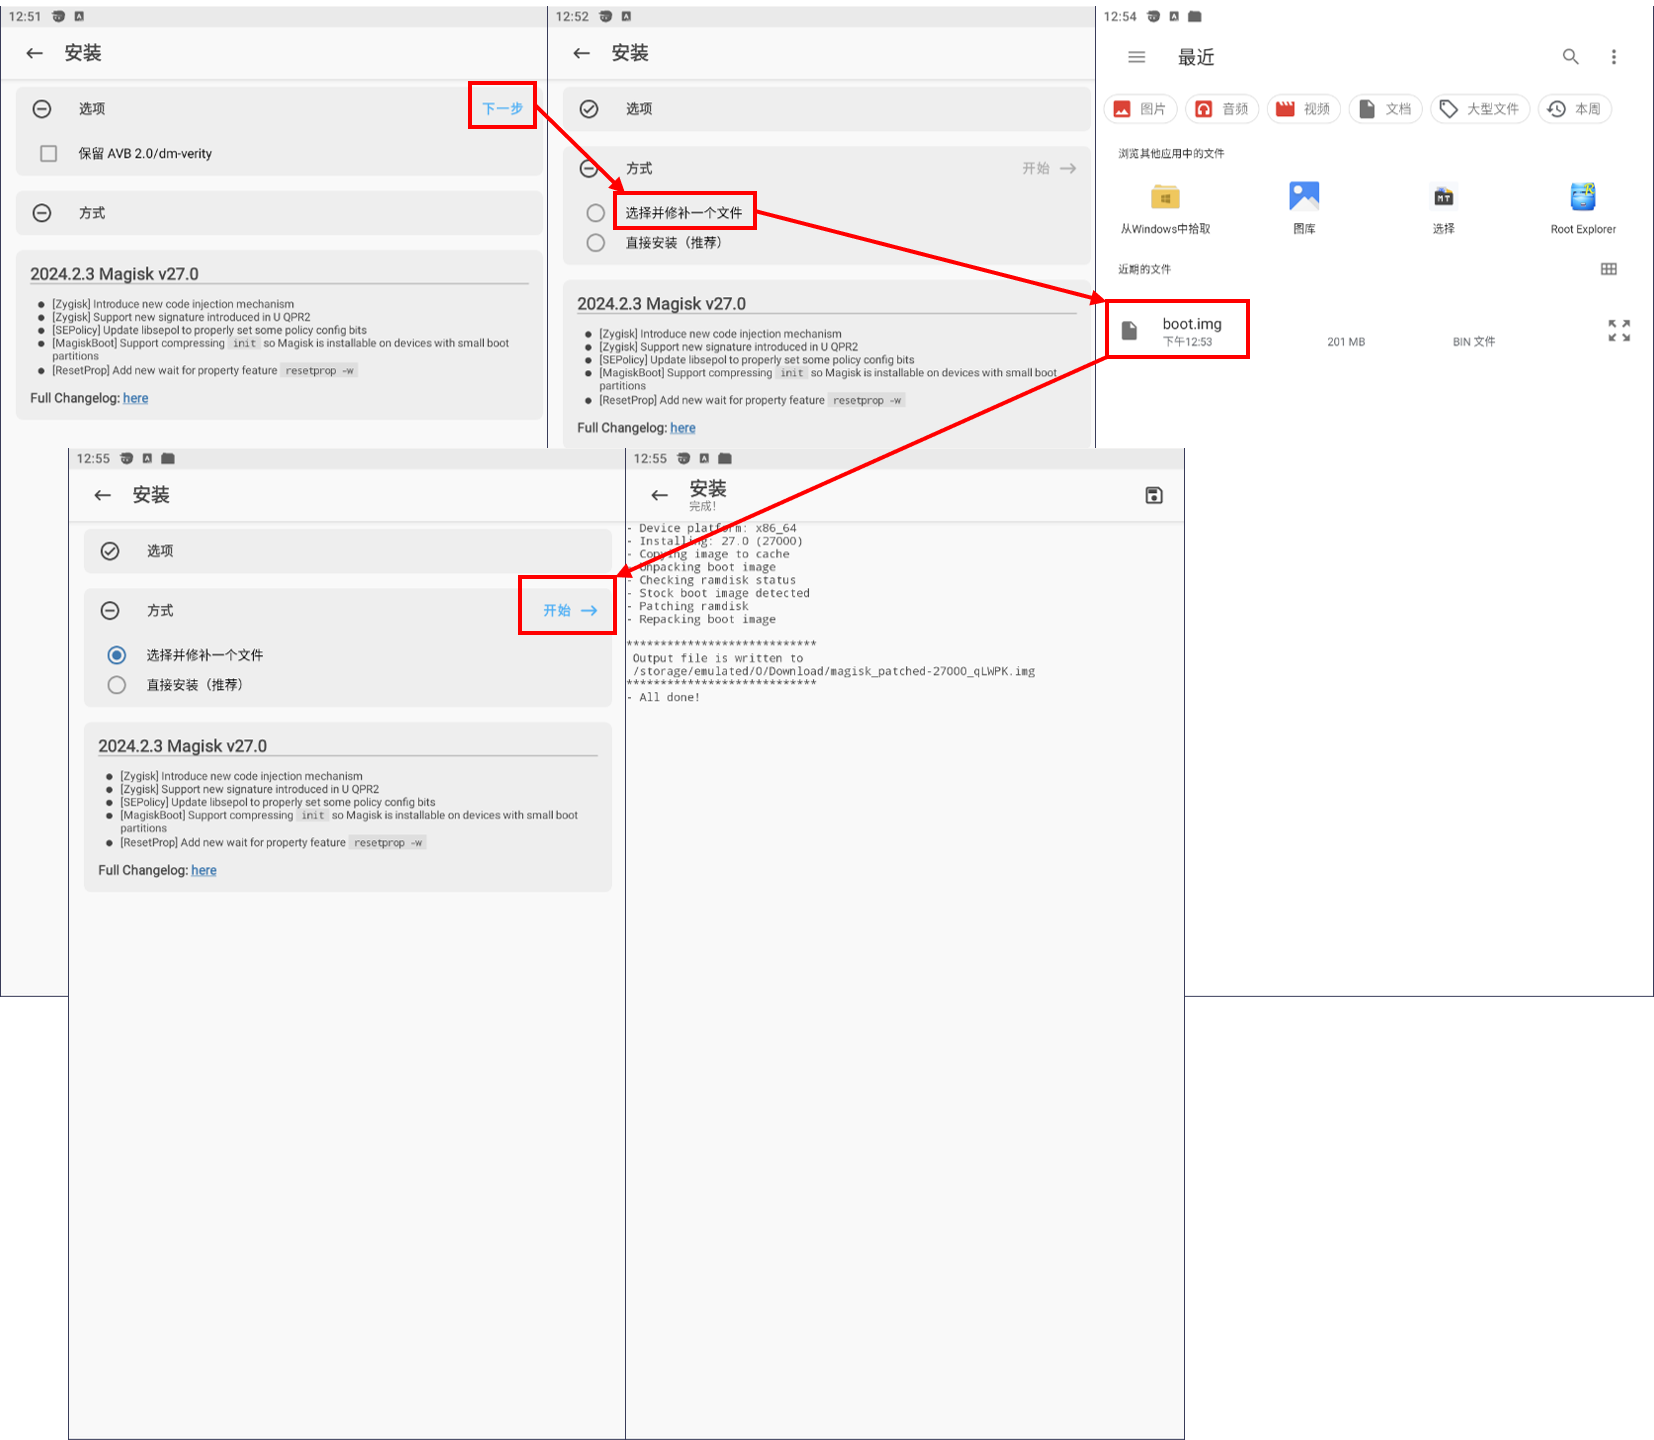 12:51
安装
选项
下一步
保留 AVB 2.0/dm-verity
方式
2024.2.3 Magisk v27.0
[Zygisk] Introduce new code injection mechanism
[Zygisk] Support new signature introduced in U QPR2
[SEPolicy] Update libsepol to properly set some policy config bits
[MagiskBoot] Support compressing init so Magisk is installable on devices with small boot
partitions
[ResetProp] Add new wait for property feature resetprop -w
Full Changelog: here
12:52
安装
选项
方式
开始
选择并修补一个文件
直接安装（推荐）
2024.2.3 Magisk v27.0
[Zygisk] Introduce new code injection mechanism
[Zygisk] Support new signature introduced in U QPR2
[SEPolicy] Update libsepol to properly set some policy config bits
[MagiskBoot] Support compressing init so Magisk is installable on devices with small boot
partitions
[ResetProp] Add new wait for property feature resetprop -w
Full Changelog: here
12:54
最近
图片 音频 视频 文档 大型文件 本周
浏览其他应用中的文件
从Windows中拾取 图库 选择 Root Explorer
近期的文件
boot.img
下午12:53 201 MB BIN 文件
12:55
安装
选项
方式
开始
选择并修补一个文件
直接安装（推荐）
2024.2.3 Magisk v27.0
[Zygisk] Introduce new code injection mechanism
[Zygisk] Support new signature introduced in U QPR2
[SEPolicy] Update libsepol to properly set some policy config bits
[MagiskBoot] Support compressing init so Magisk is installable on devices with small boot
partitions
[ResetProp] Add new wait for property feature resetprop -w
Full Changelog: here
12:55
安装
完成！
- Device platform: x86_64
- Installing: 27.0 (27000)
- Copying image to cache
- Unpacking boot image
- Checking ramdisk status
- Stock boot image detected
- Patching ramdisk
- Repacking boot image
****************************
Output file is written to
/storage/emulated/0/Download/magisk_patched-27000_qLWPK.img
****************************
- All done!